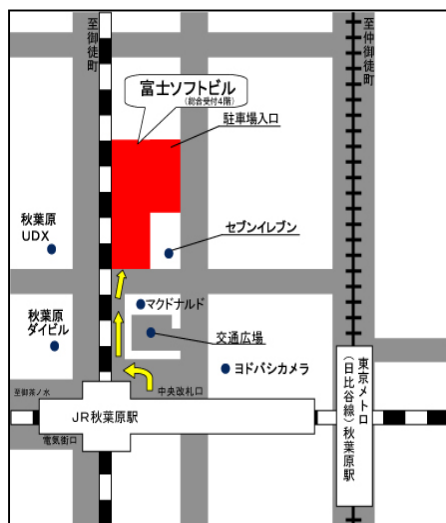 至御徒町
至仲御徒町
富士ソフトビル
(総合受付4階)
駐車場入口
秋葉原
UDX
セブンイレブン
マクドナルド
秋葉原
ダイビル
交通広場
ヨドバシカメラ
至御茶ノ水
中央改札口
JR秋葉原駅
電気街口
東京メトロ
(日比谷線)秋葉原駅